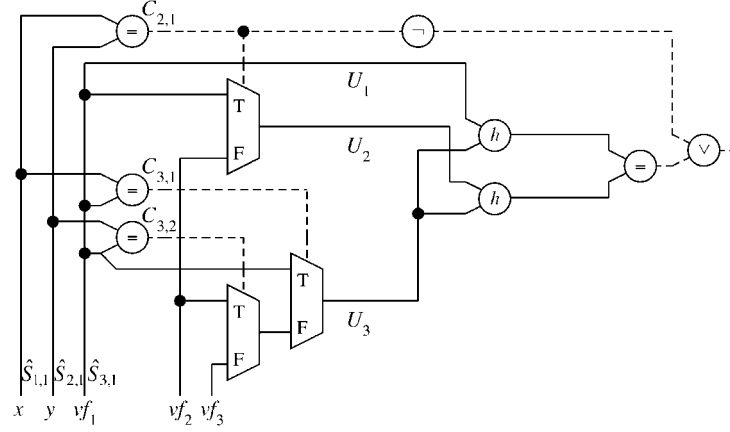 = C₂,₁ ¬
U₁
T h
U₂ ∨
F =
C₃,₁
= h
C₃,₂
=
T
T
U₃
F
F
Ŝ₁,₁ Ŝ₂,₁ Ŝ₃,₁
x y vf₁ vf₂ vf₃